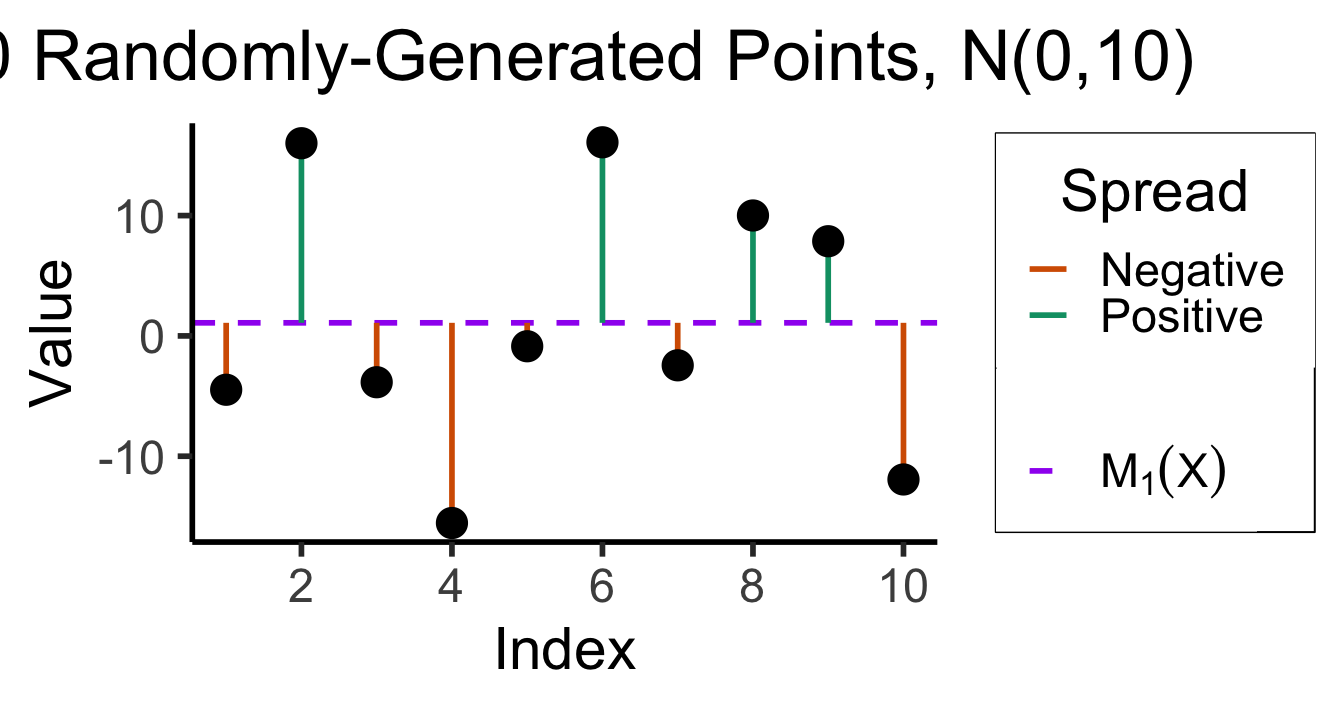 0 Randomly-Generated Points, N(0,10)
Value
10
0
-10
2 4 6 8 10
Index
Spread
Negative
Positive
M₁(X)